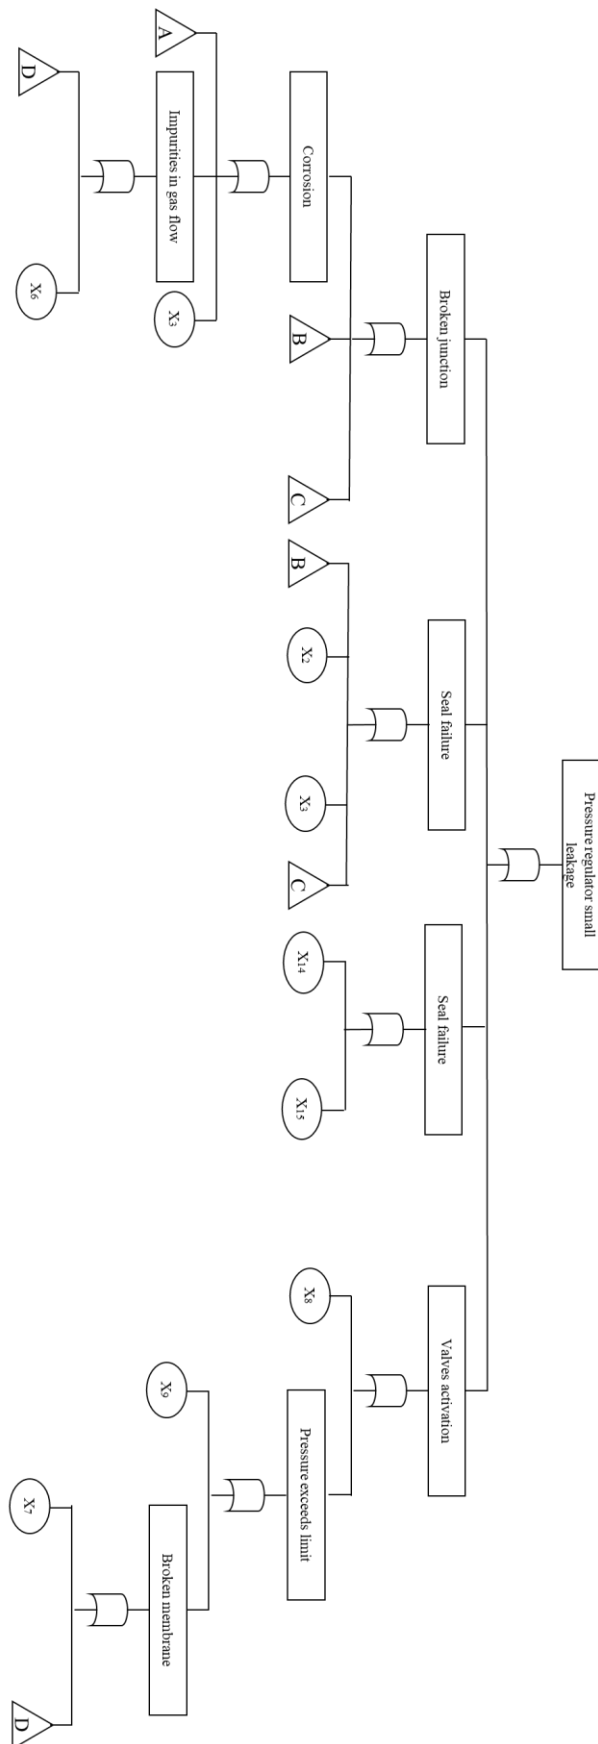 Pressure regulator small
leakage
Broken junction
Seal failure
Seal failure
Valves activation
Corrosion
B
C
B
X2
X3
C
X14
X15
X8
Pressure exceeds limit
A
Impurities in gas flow
X3
X9
Broken membrane
D
X6
X7
D